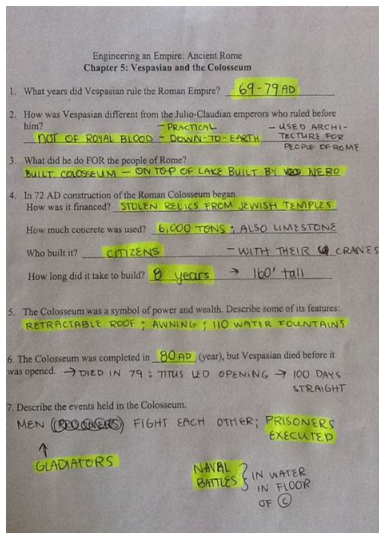 Engineering an Empire: Ancient Rome
Chapter 5: Vespasian and the Colosseum
1. What years did Vespasian rule the Roman Empire? 69-79 AD
2. How was Vespasian different from the Julio-Claudian emperors who ruled before
him? - PRACTICAL - USED ARCHI-
NOT OF ROYAL BLOOD - DOWN-TO-EARTH TECTURE FOR
PEOPLE OF ROME
3. What did he do FOR the people of Rome?
BUILT COLOSSEUM - ON TOP OF LAKE BUILT BY NERO
4. In 72 AD construction of the Roman Colosseum began.
How was it financed? STOLEN RELICS FROM JEWISH TEMPLES
How much concrete was used? 6,000 TONS; ALSO LIMESTONE
Who built it? CITIZENS - WITH THEIR CRANES
How long did it take to build? 8 years → 160' tall
5. The Colosseum was a symbol of power and wealth. Describe some of its features:
RETRACTABLE ROOF; AWNING; 110 WATER FOUNTAINS
6. The Colosseum was completed in 80 AD (year), but Vespasian died before it
was opened. → DIED IN 79; TITUS LED OPENING → 100 DAYS
STRAIGHT
7. Describe the events held in the Colosseum.
MEN (PRISONERS) FIGHT EACH OTHER; PRISONERS
EXECUTED
↑
GLADIATORS
NAVAL
BATTLES } IN WATER
IN FLOOR
OF C